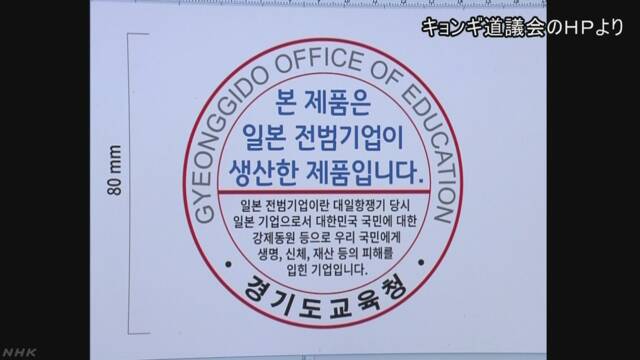 キョンギ道議会のHPより
GYEONGGIDO OFFICE OF EDUCATION
본 제품은
일본 전범기업이
생산한 제품입니다.
일본 전범기업이란 대일항쟁기 당시
일본 기업으로서 대한민국 국민에 대한
강제동원 등으로 우리 국민에게
생명, 신체, 재산 등의 피해를
입힌 기업입니다.
• 경기도교육청 •
80 mm
NHK